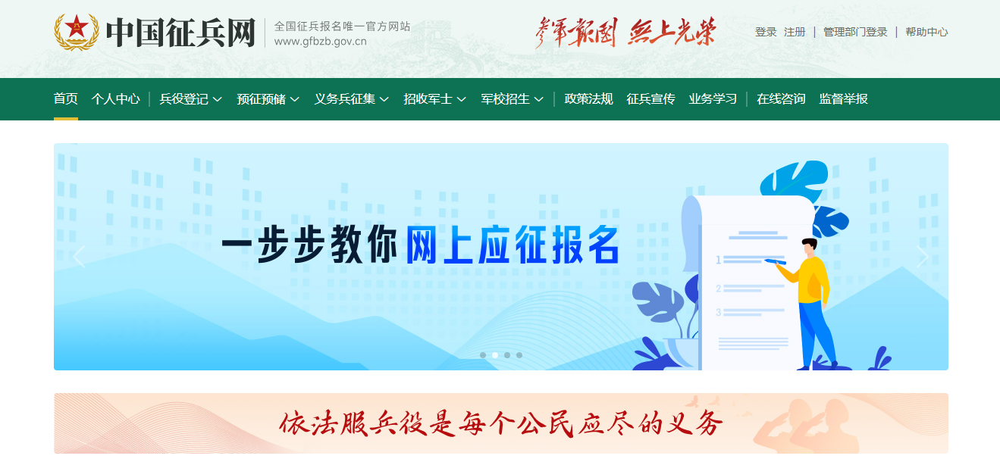 中国征兵网
全国征兵报名唯一官方网站
www.gfbzb.gov.cn
参军报国 無上光榮
登录 注册 | 管理部门登录 | 帮助中心
首页 个人中心 | 兵役登记 预征预储 义务兵征集 招收军士 军校招生 | 政策法规 征兵宣传 业务学习 | 在线咨询 监督举报
一步步教你网上应征报名
1
2
3
依法服兵役是每个公民应尽的义务